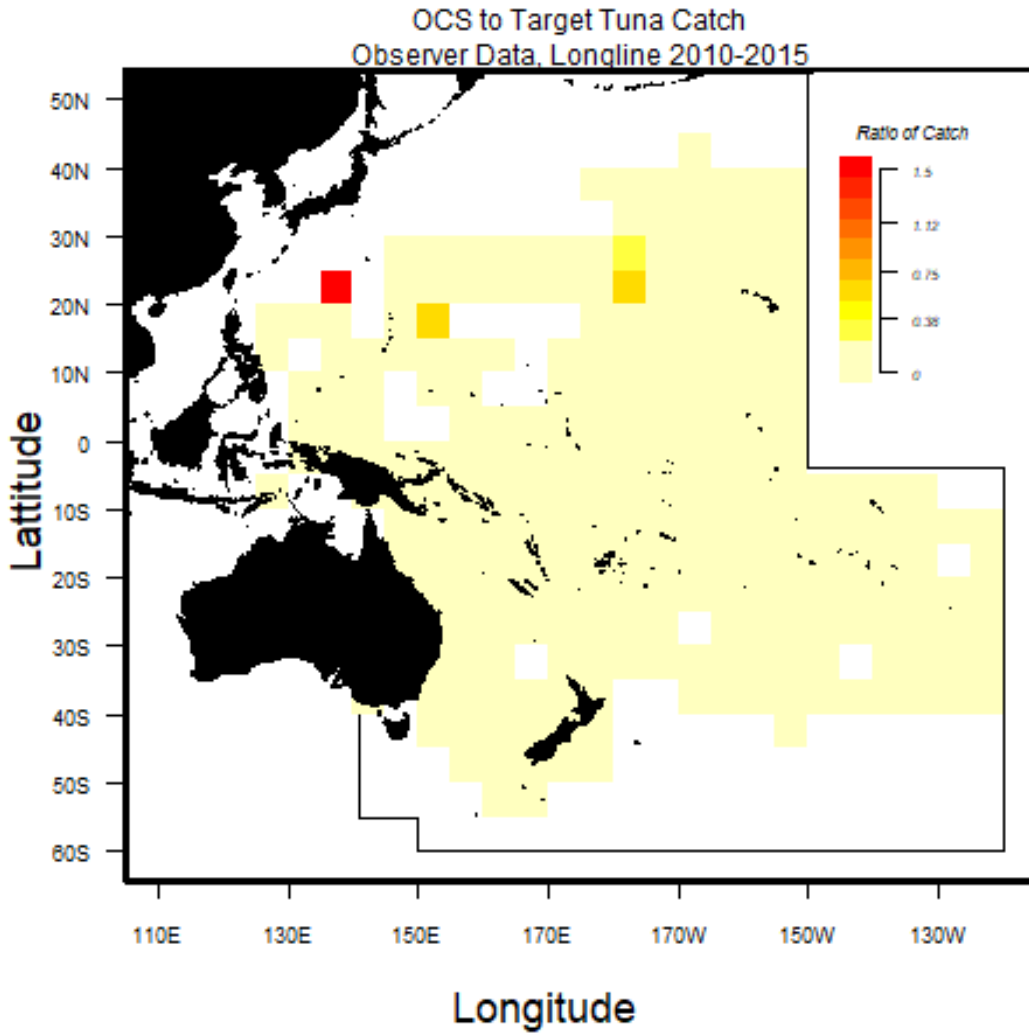 OCS to Target Tuna Catch
Observer Data, Longline 2010-2015
50N
40N
30N
20N
10N
0
10S
20S
30S
40S
50S
60S
Lattitude
Ratio of Catch
1.5
1.12
0.75
0.38
0
110E
130E
150E
170E
170W
150W
130W
Longitude